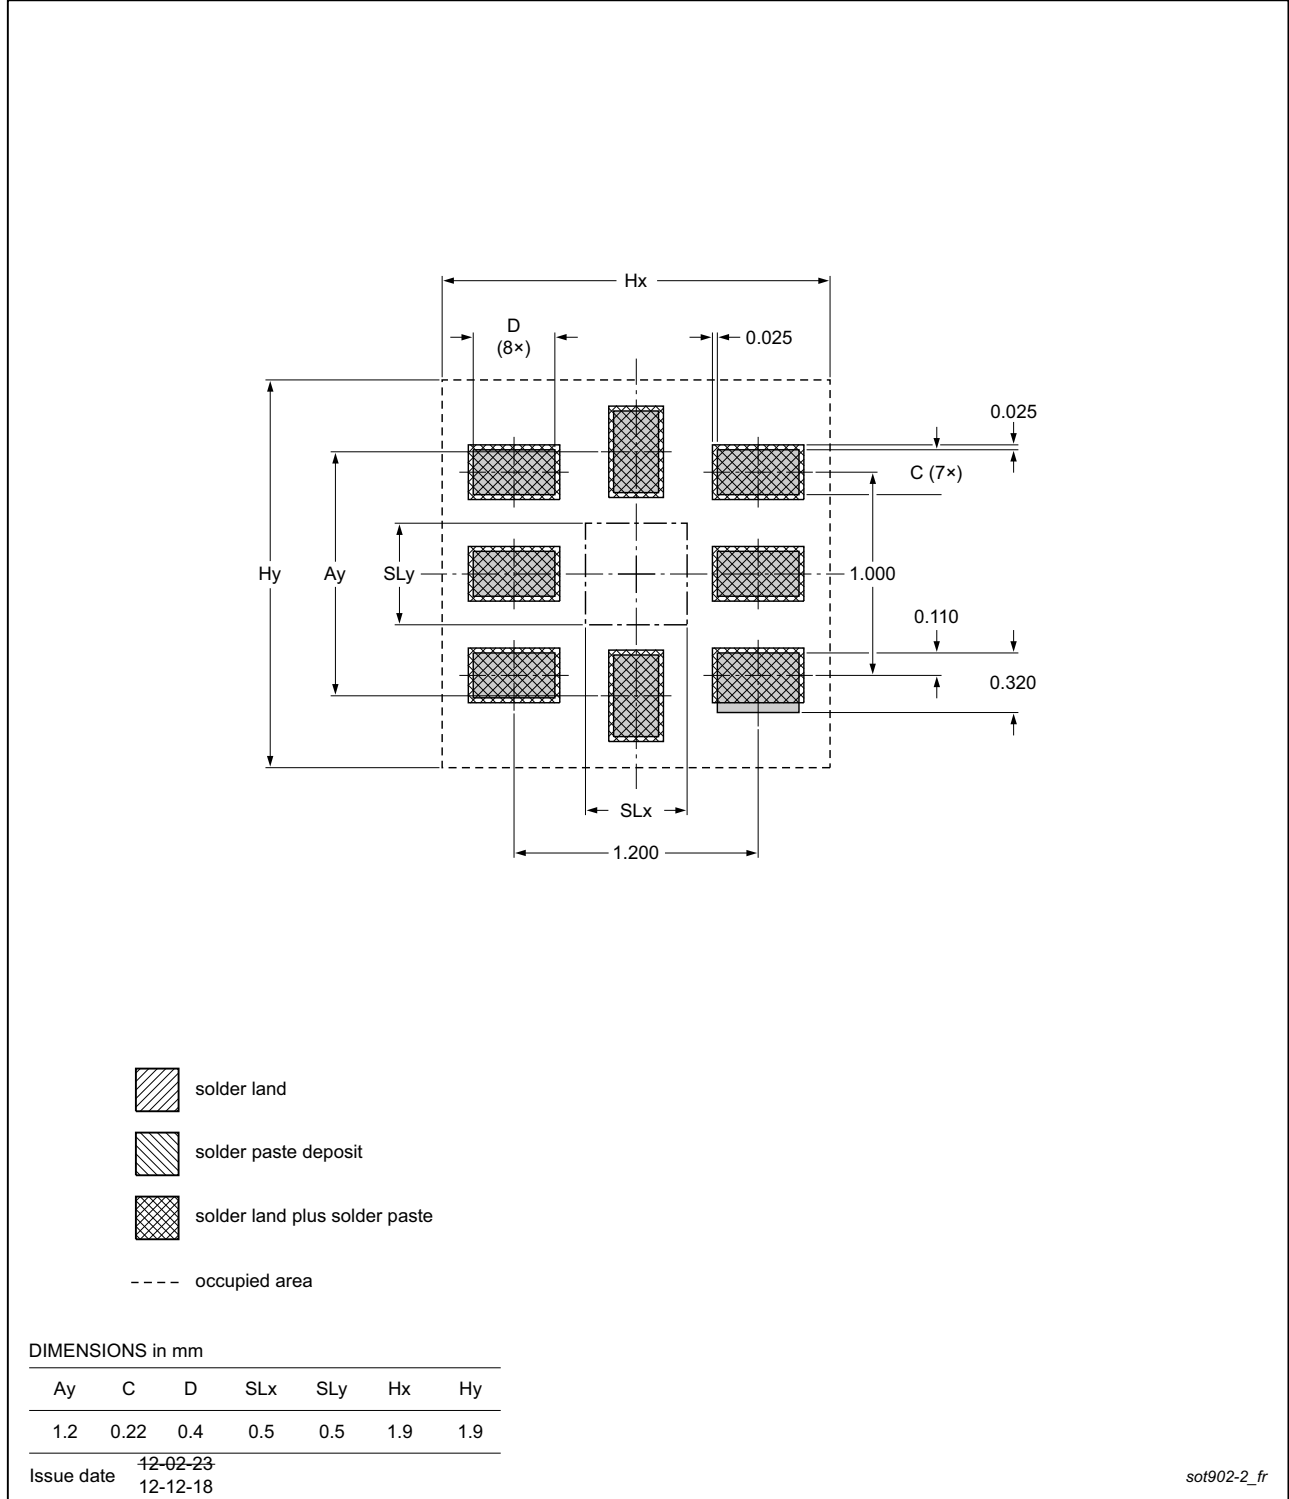 Hx
D
(8×)
0.025
0.025
C (7×)
Hy
Ay
SLy
1.000
0.110
0.320
SLx
1.200
solder land
solder paste deposit
solder land plus solder paste
occupied area
DIMENSIONS in mm
Ay C D SLx SLy Hx Hy
1.2 0.22 0.4 0.5 0.5 1.9 1.9
Issue date 12-02-23
12-12-18
sot902-2_fr